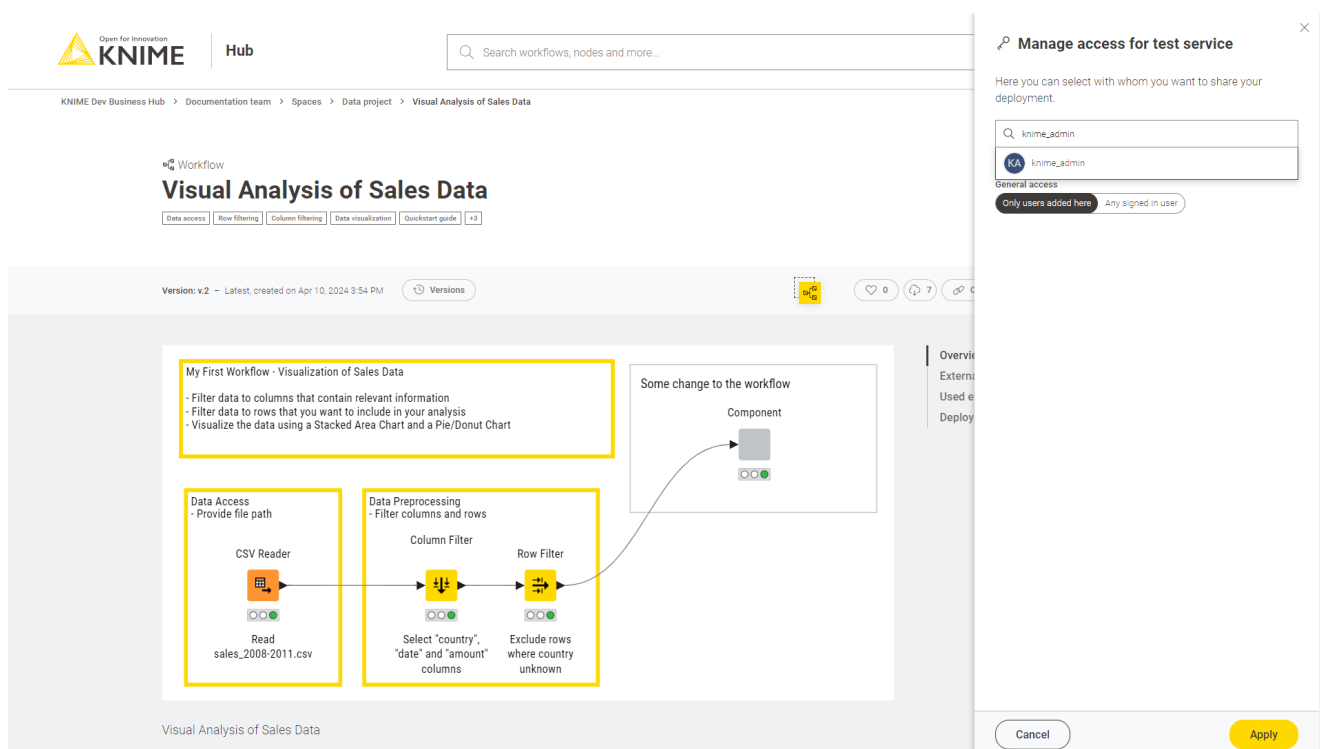 Open for Innovation
KNIME
Hub
Search workflows, nodes and more...
KNIME Dev Business Hub > Documentation team > Spaces > Data project > Visual Analysis of Sales Data
Workflow
Visual Analysis of Sales Data
Data access Row filtering Column filtering Data visualization Quickstart guide +3
Version: v.2 – Latest, created on Apr 10, 2024 3:54 PM
Versions
0 7
My First Workflow - Visualization of Sales Data
- Filter data to columns that contain relevant information
- Filter data to rows that you want to include in your analysis
- Visualize the data using a Stacked Area Chart and a Pie/Donut Chart
Some change to the workflow
Component
Data Access
- Provide file path
CSV Reader
Read
sales_2008-2011.csv
Data Preprocessing
- Filter columns and rows
Column Filter
Select "country",
"date" and "amount"
columns
Row Filter
Exclude rows
where country
unknown
Visual Analysis of Sales Data
Overvie
Externa
Used e
Deploy
Manage access for test service
Here you can select with whom you want to share your
deployment.
knime_admin
KA knime_admin
General access
Only users added here Any signed in user
Cancel
Apply